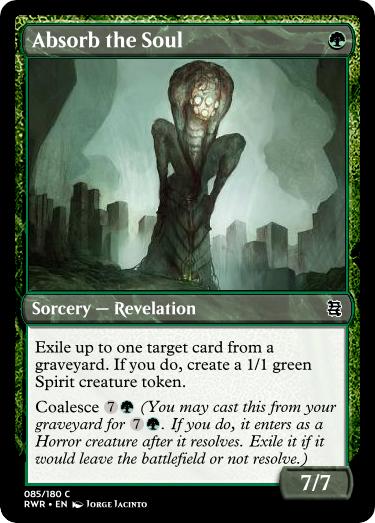 Absorb the Soul
Sorcery — Revelation
Exile up to one target card from a
graveyard. If you do, create a 1/1 green
Spirit creature token.
Coalesce 7 (You may cast this from your
graveyard for 7 . If you do, it enters as a
Horror creature after it resolves. Exile it if it
would leave the battlefield or not resolve.)
7/7
085/180 C
RWR • EN Jorge Jacinto